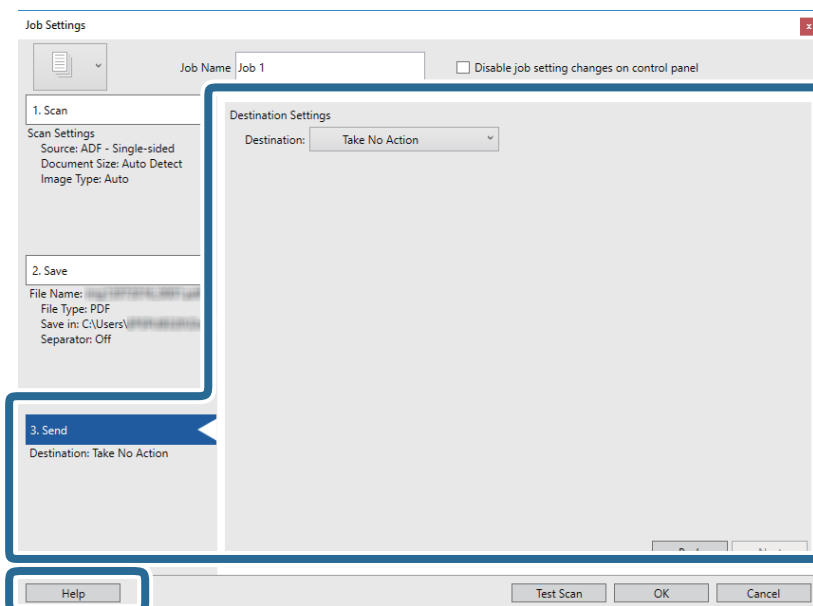 Job Settings
x
Job Name Job 1
Disable job setting changes on control panel
1. Scan
Scan Settings
Source: ADF - Single-sided
Document Size: Auto Detect
Image Type: Auto
2. Save
File Name:
File Type: PDF
Save in: C:\Users\
Separator: Off
3. Send
Destination: Take No Action
Destination Settings
Destination: Take No Action
Help
Test Scan
OK
Cancel